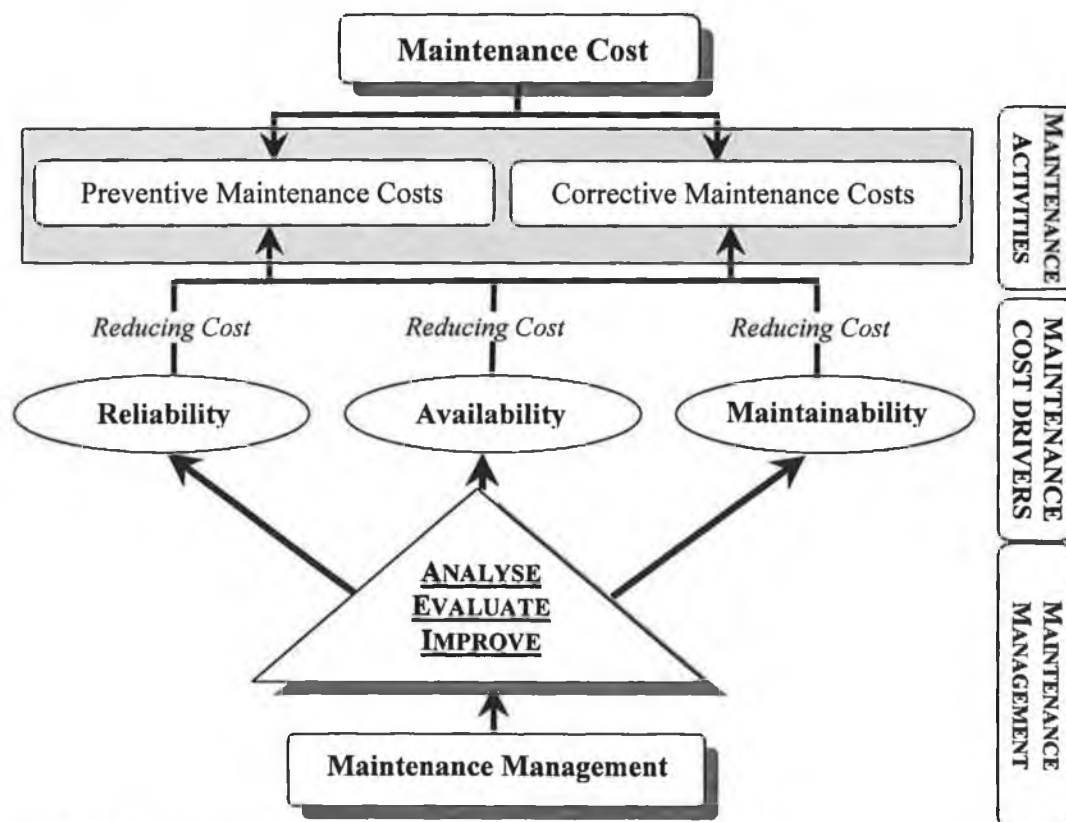 Maintenance Cost
Preventive Maintenance Costs
Corrective Maintenance Costs
MAINTENANCE
ACTIVITIES
Reducing Cost
Reducing Cost
Reducing Cost
Reliability
Availability
Maintainability
MAINTENANCE
COST DRIVERS
ANALYSE
EVALUATE
IMPROVE
Maintenance Management
MAINTENANCE
MANAGEMENT